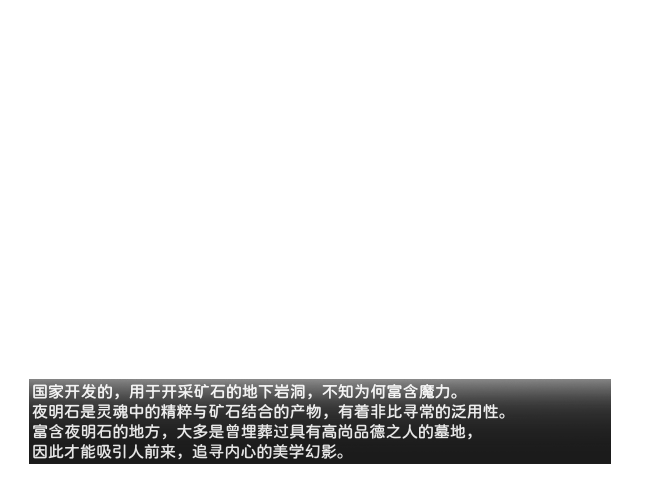 国家开发的，用于开采矿石的地下岩洞，不知为何富含魔力。
夜明石是灵魂中的精粹与矿石结合的产物，有着非比寻常的泛用性。
富含夜明石的地方，大多是曾埋葬过具有高尚品德之人的墓地，
因此才能吸引人前来，追寻内心的美学幻影。